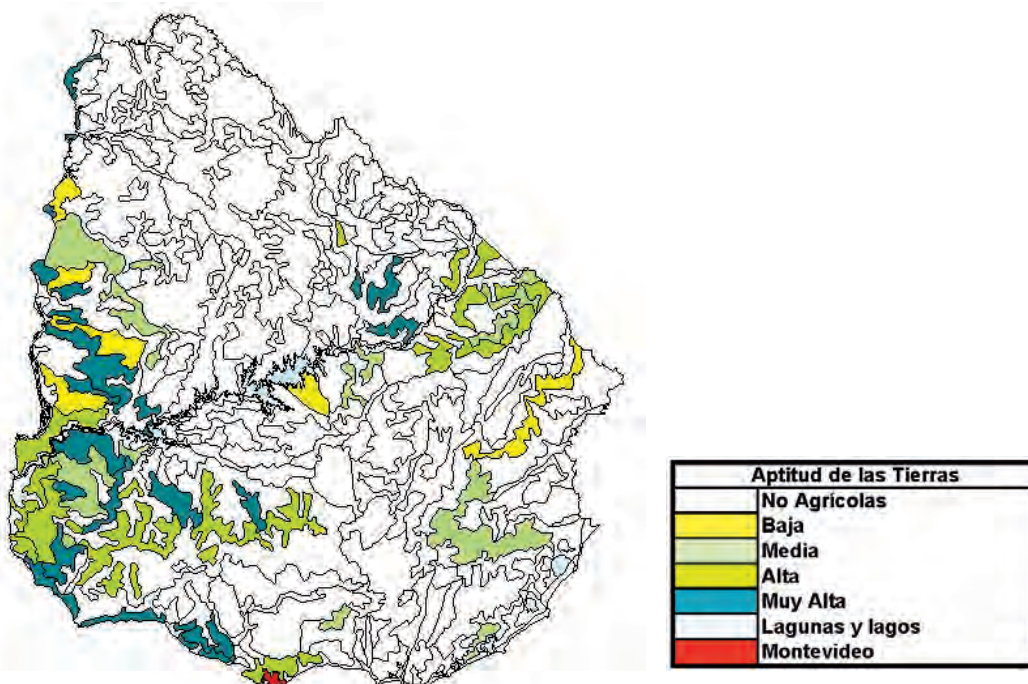 Aptitud de las Tierras
No Agrícolas
Baja
Media
Alta
Muy Alta
Lagunas y lagos
Montevideo